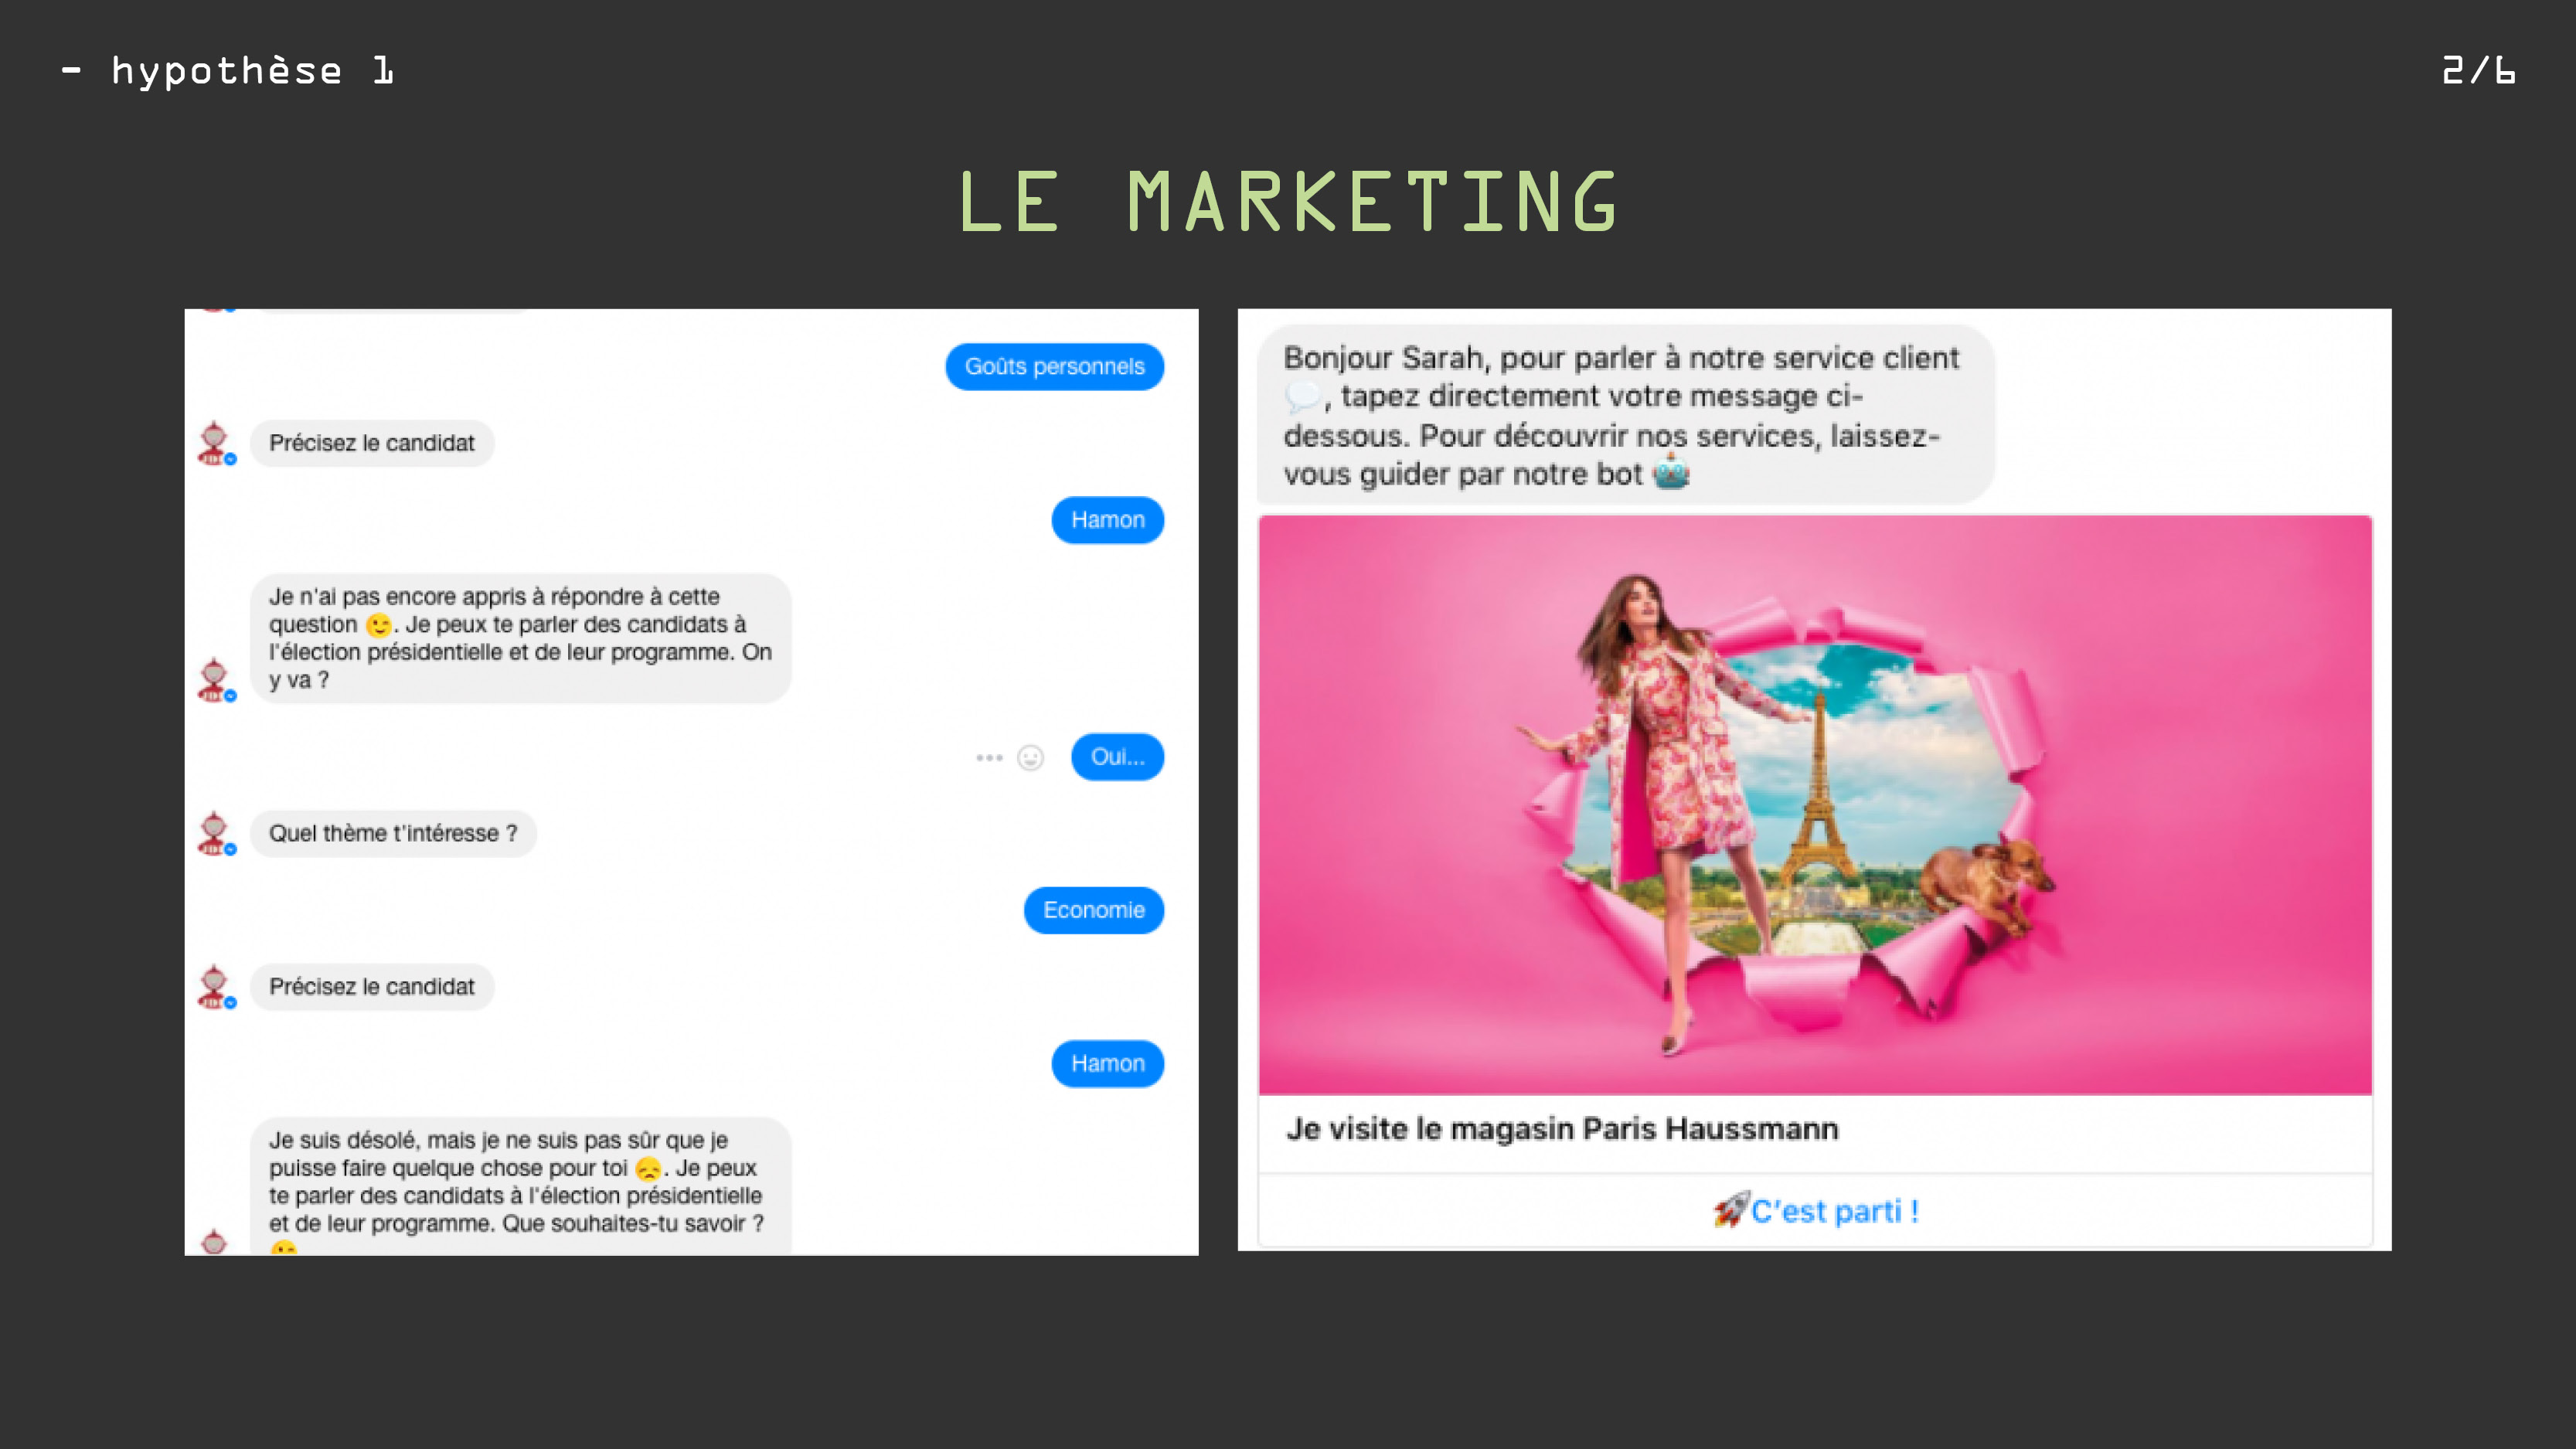 - hypothèse 1
2/6
LE MARKETING
Goûts personnels
Précisez le candidat
Hamon
Je n'ai pas encore appris à répondre à cette
question 😉. Je peux te parler des candidats à
l'élection présidentielle et de leur programme. On
y va ?
Oui...
Quel thème t'intéresse ?
Economie
Précisez le candidat
Hamon
Je suis désolé, mais je ne suis pas sûr que je
puisse faire quelque chose pour toi 😞. Je peux
te parler des candidats à l'élection présidentielle
et de leur programme. Que souhaites-tu savoir ?
Bonjour Sarah, pour parler à notre service client
💬, tapez directement votre message ci-
dessous. Pour découvrir nos services, laissez-
vous guider par notre bot 🤖
Je visite le magasin Paris Haussmann
🚀C'est parti !